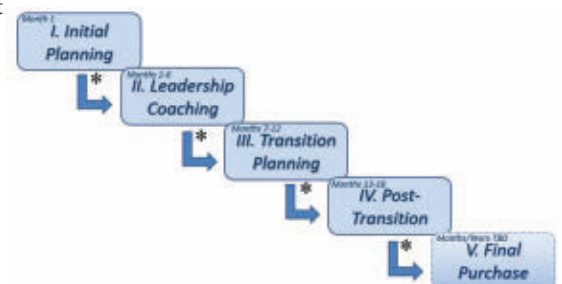 t
Month 1
I. Initial
Planning
*
Months 2-6
II. Leadership
Coaching
*
Months 7-12
III. Transition
Planning
*
Months 13-18
IV. Post-
Transition
*
Months/Years TBD
V. Final
Purchase